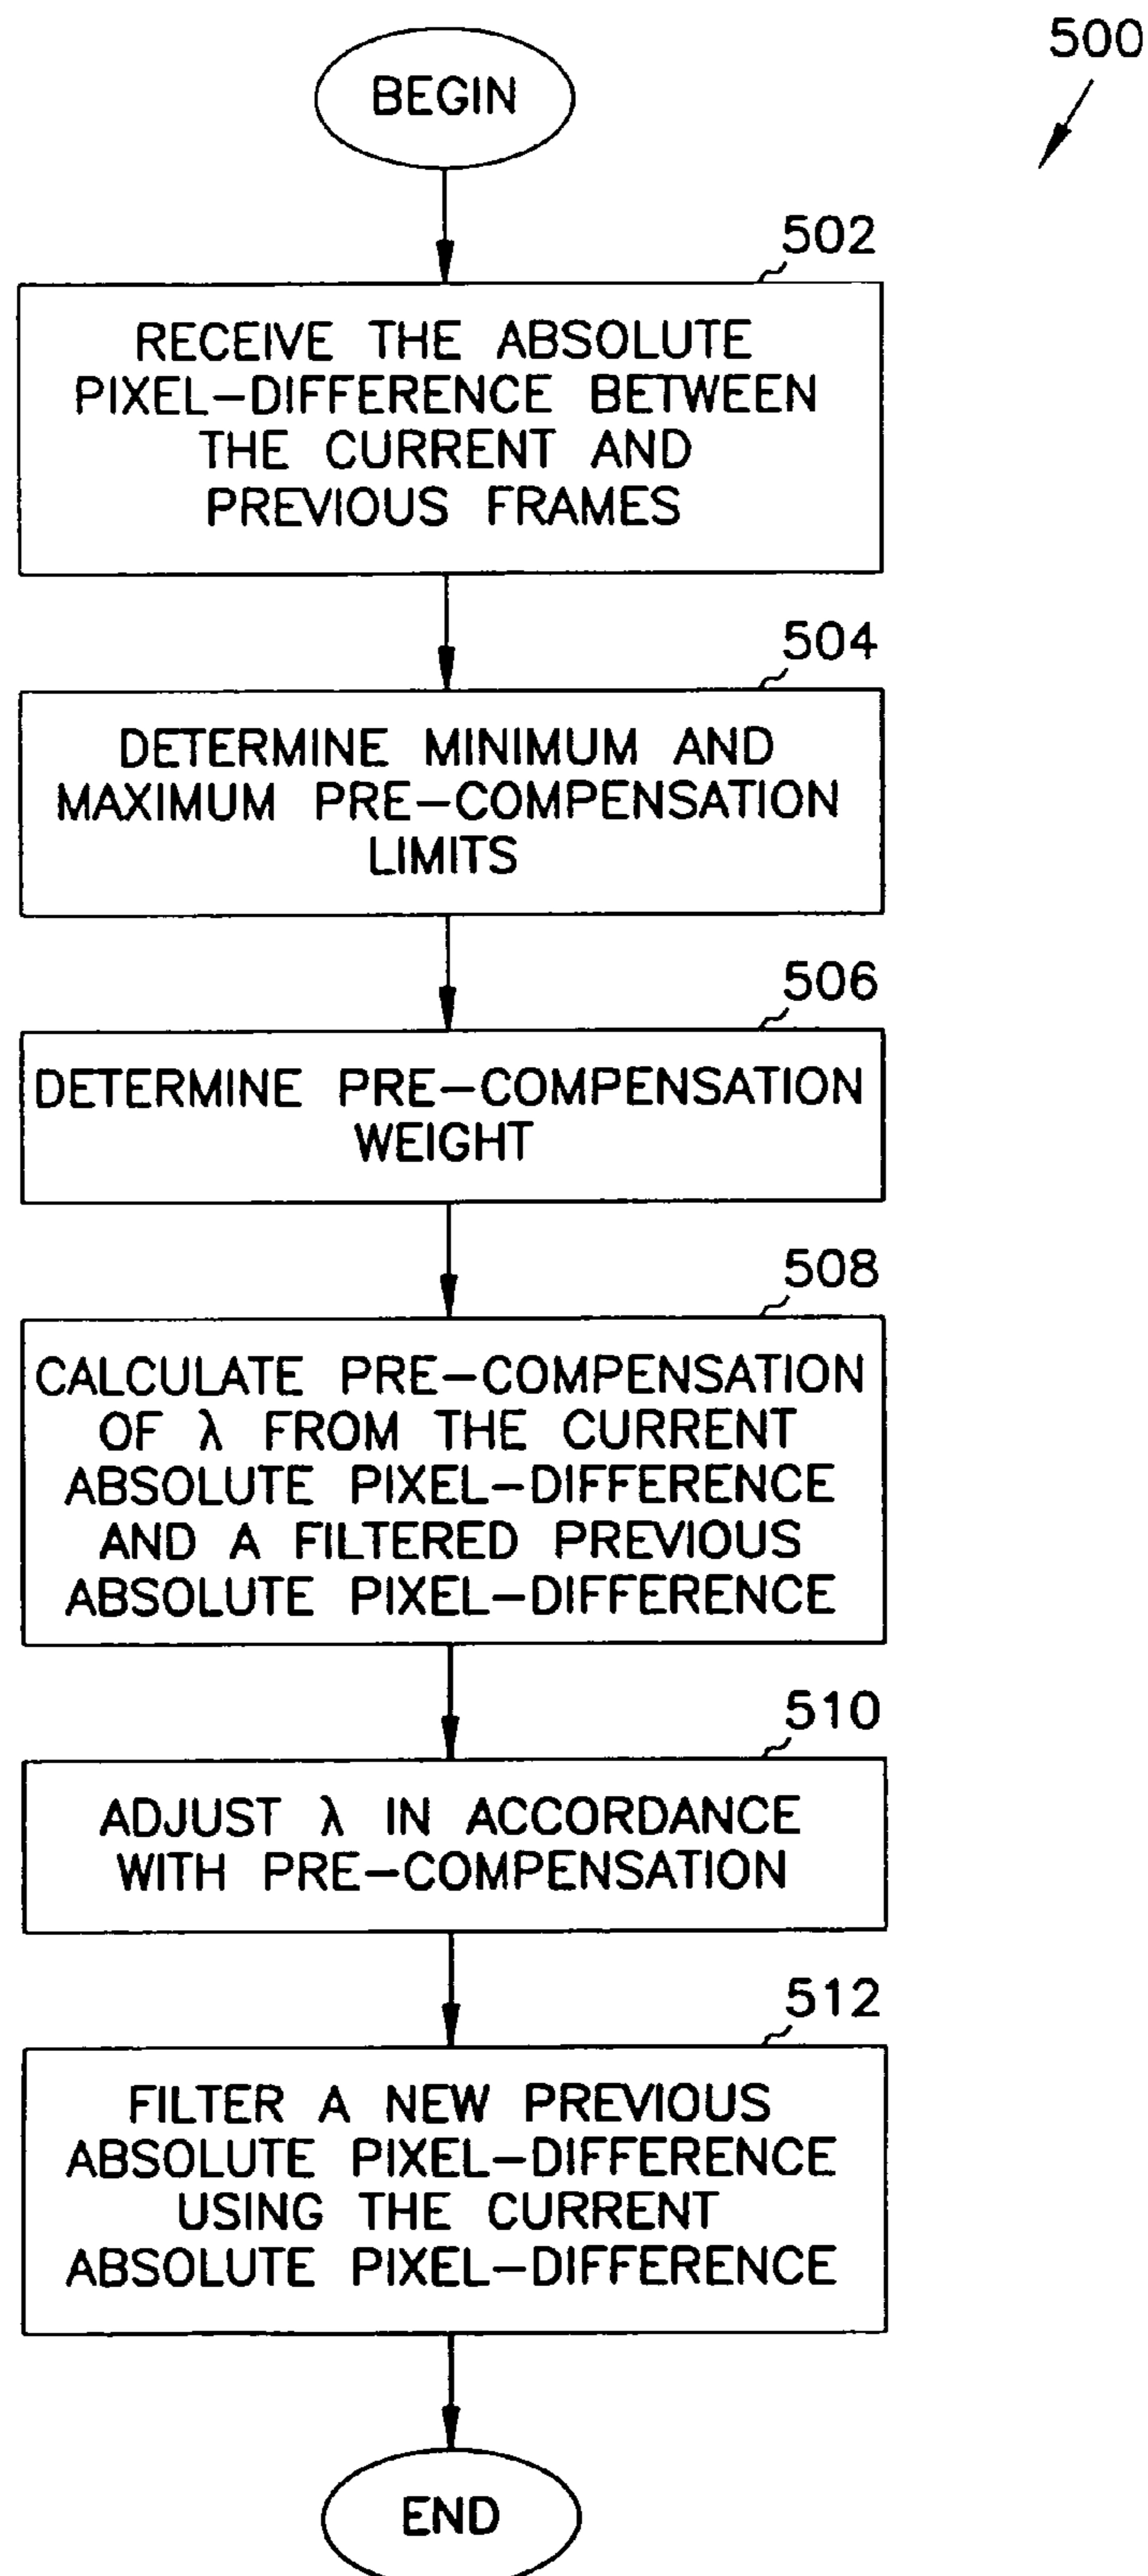 500
BEGIN
502
RECEIVE THE ABSOLUTE
PIXEL-DIFFERENCE BETWEEN
THE CURRENT AND
PREVIOUS FRAMES
504
DETERMINE MINIMUM AND
MAXIMUM PRE-COMPENSATION
LIMITS
506
DETERMINE PRE-COMPENSATION
WEIGHT
508
CALCULATE PRE-COMPENSATION
OF λ FROM THE CURRENT
ABSOLUTE PIXEL-DIFFERENCE
AND A FILTERED PREVIOUS
ABSOLUTE PIXEL-DIFFERENCE
510
ADJUST λ IN ACCORDANCE
WITH PRE-COMPENSATION
512
FILTER A NEW PREVIOUS
ABSOLUTE PIXEL-DIFFERENCE
USING THE CURRENT
ABSOLUTE PIXEL-DIFFERENCE
END